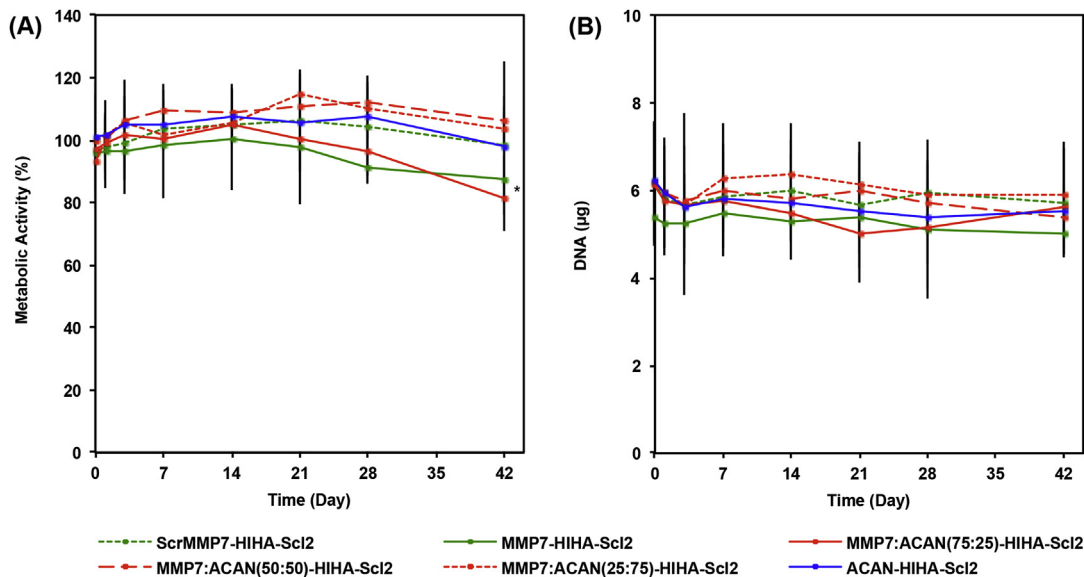 (A)
140
120
100
80
60
40
20
0
Metabolic Activity (%)
*
0 7 14 21 28 35 42
Time (Day)
(B)
10
8
6
4
2
0
DNA (μg)
0 7 14 21 28 35 42
Time (Day)
ScrMMP7-HIHA-Scl2 MMP7-HIHA-Scl2 MMP7:ACAN(75:25)-HIHA-Scl2
MMP7:ACAN(50:50)-HIHA-Scl2 MMP7:ACAN(25:75)-HIHA-Scl2 ACAN-HIHA-Scl2